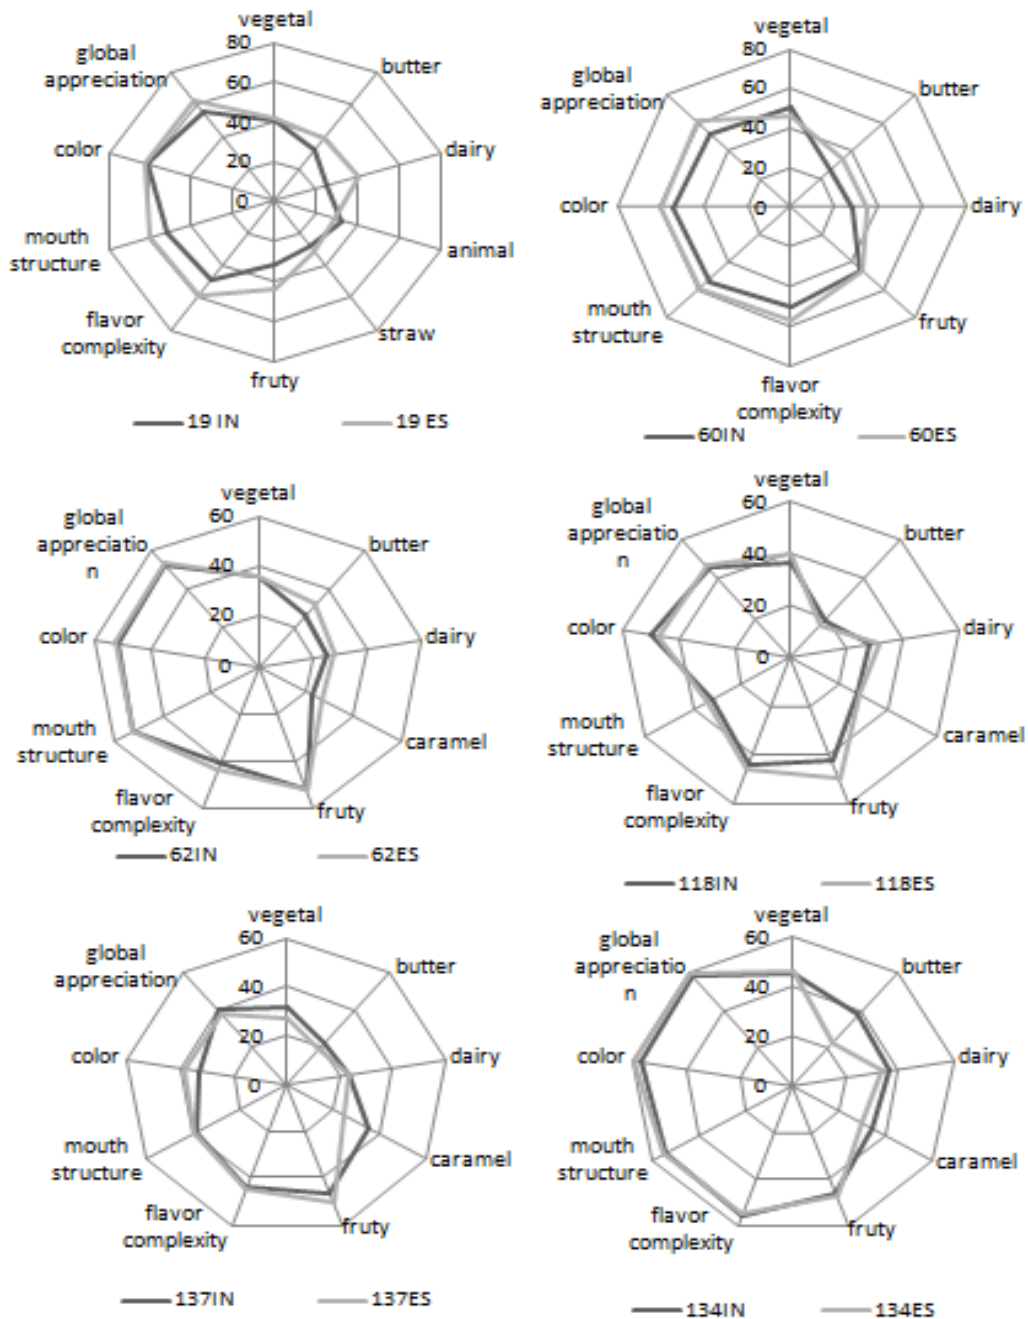 vegetal
80
global
appreciation
butter
60
40
color
dairy
20
0
mouth
structure
animal
flavor
complexity
straw
fruty
19 IN
19 ES
vegetal
80
global
appreciation
butter
60
40
20
color
0
dairy
mouth
structure
fruty
flavor
complexity
60IN
60ES
vegetal
60
global
appreciatio
n
butter
40
20
color
dairy
0
mouth
structure
caramel
flavor
complexity
fruty
62IN
62ES
vegetal
60
global
appreciatio
n
butter
40
20
color
dairy
0
mouth
structure
caramel
flavor
complexity
fruty
118IN
118ES
vegetal
60
global
appreciation
butter
40
20
color
dairy
0
mouth
structure
caramel
flavor
complexity
fruty
137IN
137ES
vegetal
60
global
appreciatio
n
butter
40
20
color
dairy
0
mouth
structure
caramel
flavor
complexity
fruty
134IN
134ES